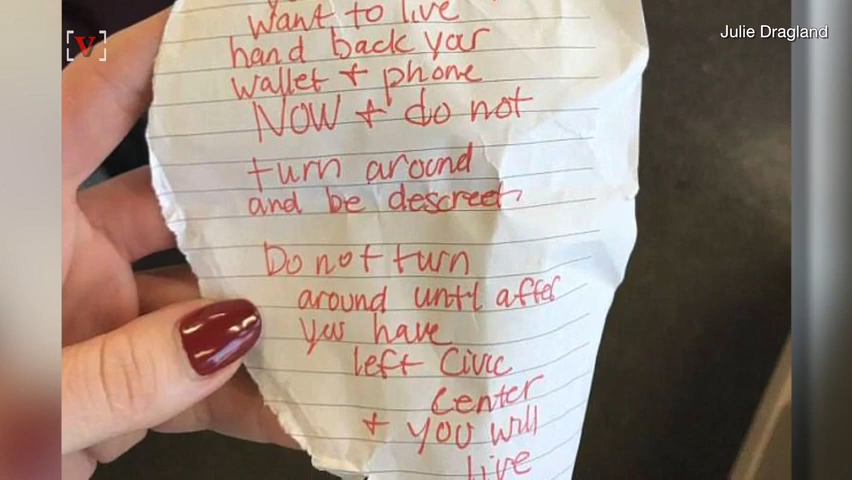 Julie Dragland
V
want to live
hand back your
wallet + phone
NOW + do not
turn around
and be descreet
Do not turn
around until after
you have
left Civic
Center
+ you will
live